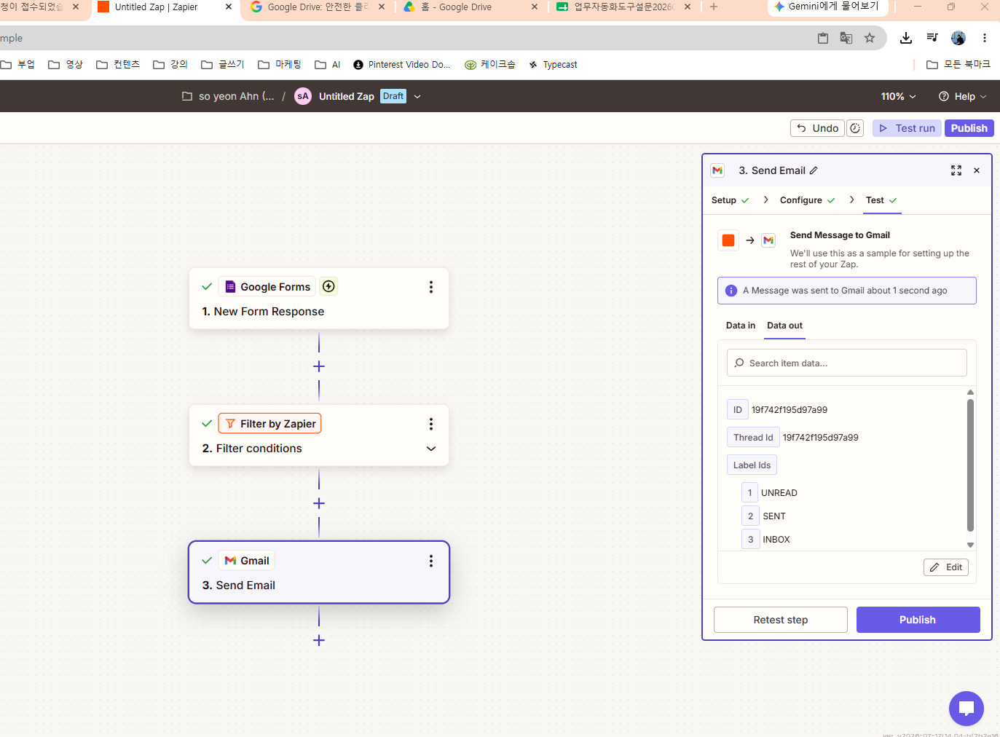 청이 접수되었습
Untitled Zap | Zapier
Google Drive: 안전한 클라
홈 - Google Drive
업무자동화도구설문2026
Gemini에게 물어보기
mple
부업
영상
컨텐츠
강의
글쓰기
마케팅
AI
Pinterest Video Do...
케이크솔
Typecast
모든 북마크
so yeon Ahn (...
/
sA
Untitled Zap
Draft
110%
Help
Undo
Test run
Publish
3. Send Email
Setup
Configure
Test
Send Message to Gmail
We'll use this as a sample for setting up the
rest of your Zap.
A Message was sent to Gmail about 1 second ago
Data in
Data out
Search item data...
ID 19f742f195d97a99
Thread Id 19f742f195d97a99
Label Ids
1 UNREAD
2 SENT
3 INBOX
Edit
Retest step
Publish
Google Forms
1. New Form Response
Filter by Zapier
2. Filter conditions
Gmail
3. Send Email